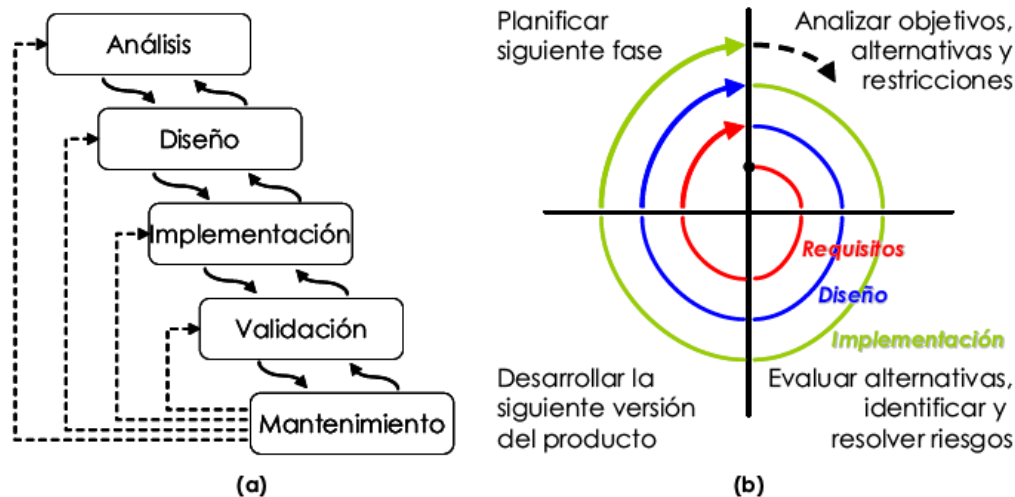 Análisis
Diseño
Implementación
Validación
Mantenimiento
(a)
Planificar
siguiente fase
Analizar objetivos,
alternativas y
restricciones
Requisitos
Diseño
Implementación
Desarrollar la
siguiente versión
del producto
Evaluar alternativas,
identificar y
resolver riesgos
(b)